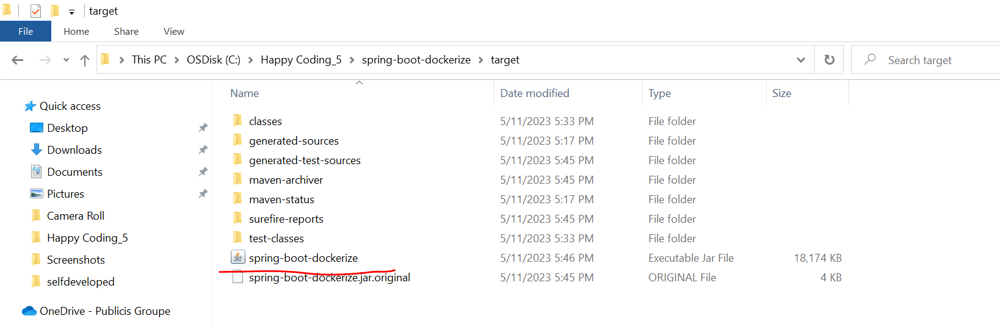 target
File Home Share View
This PC > OSDisk (C:) > Happy Coding_5 > spring-boot-dockerize > target
Search target
Name Date modified Type Size
Quick access
Desktop
Downloads
Documents
Pictures
Camera Roll
Happy Coding_5
Screenshots
selfdeveloped
OneDrive - Publicis Groupe
classes 5/11/2023 5:33 PM File folder
generated-sources 5/11/2023 5:17 PM File folder
generated-test-sources 5/11/2023 5:45 PM File folder
maven-archiver 5/11/2023 5:45 PM File folder
maven-status 5/11/2023 5:17 PM File folder
surefire-reports 5/11/2023 5:45 PM File folder
test-classes 5/11/2023 5:33 PM File folder
spring-boot-dockerize 5/11/2023 5:46 PM Executable Jar File 18,174 KB
spring-boot-dockerize.jar.original 5/11/2023 5:45 PM ORIGINAL File 4 KB